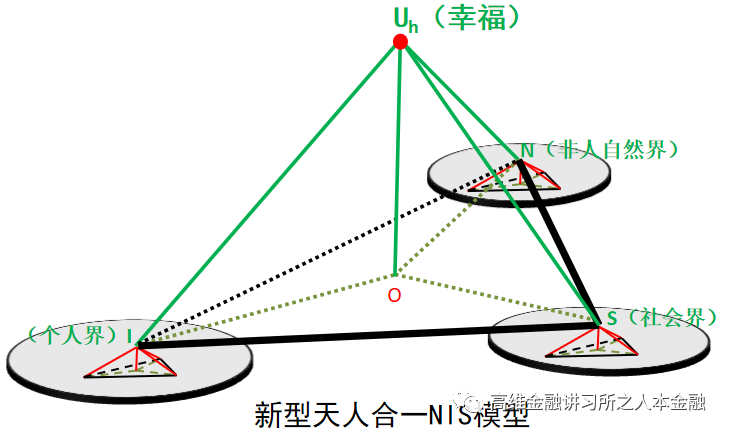 Uh（幸福）
N（非人自然界）
O
S（社会界）
（个人界）I
高维金融讲习所之人本金融
新型天人合一NIS模型